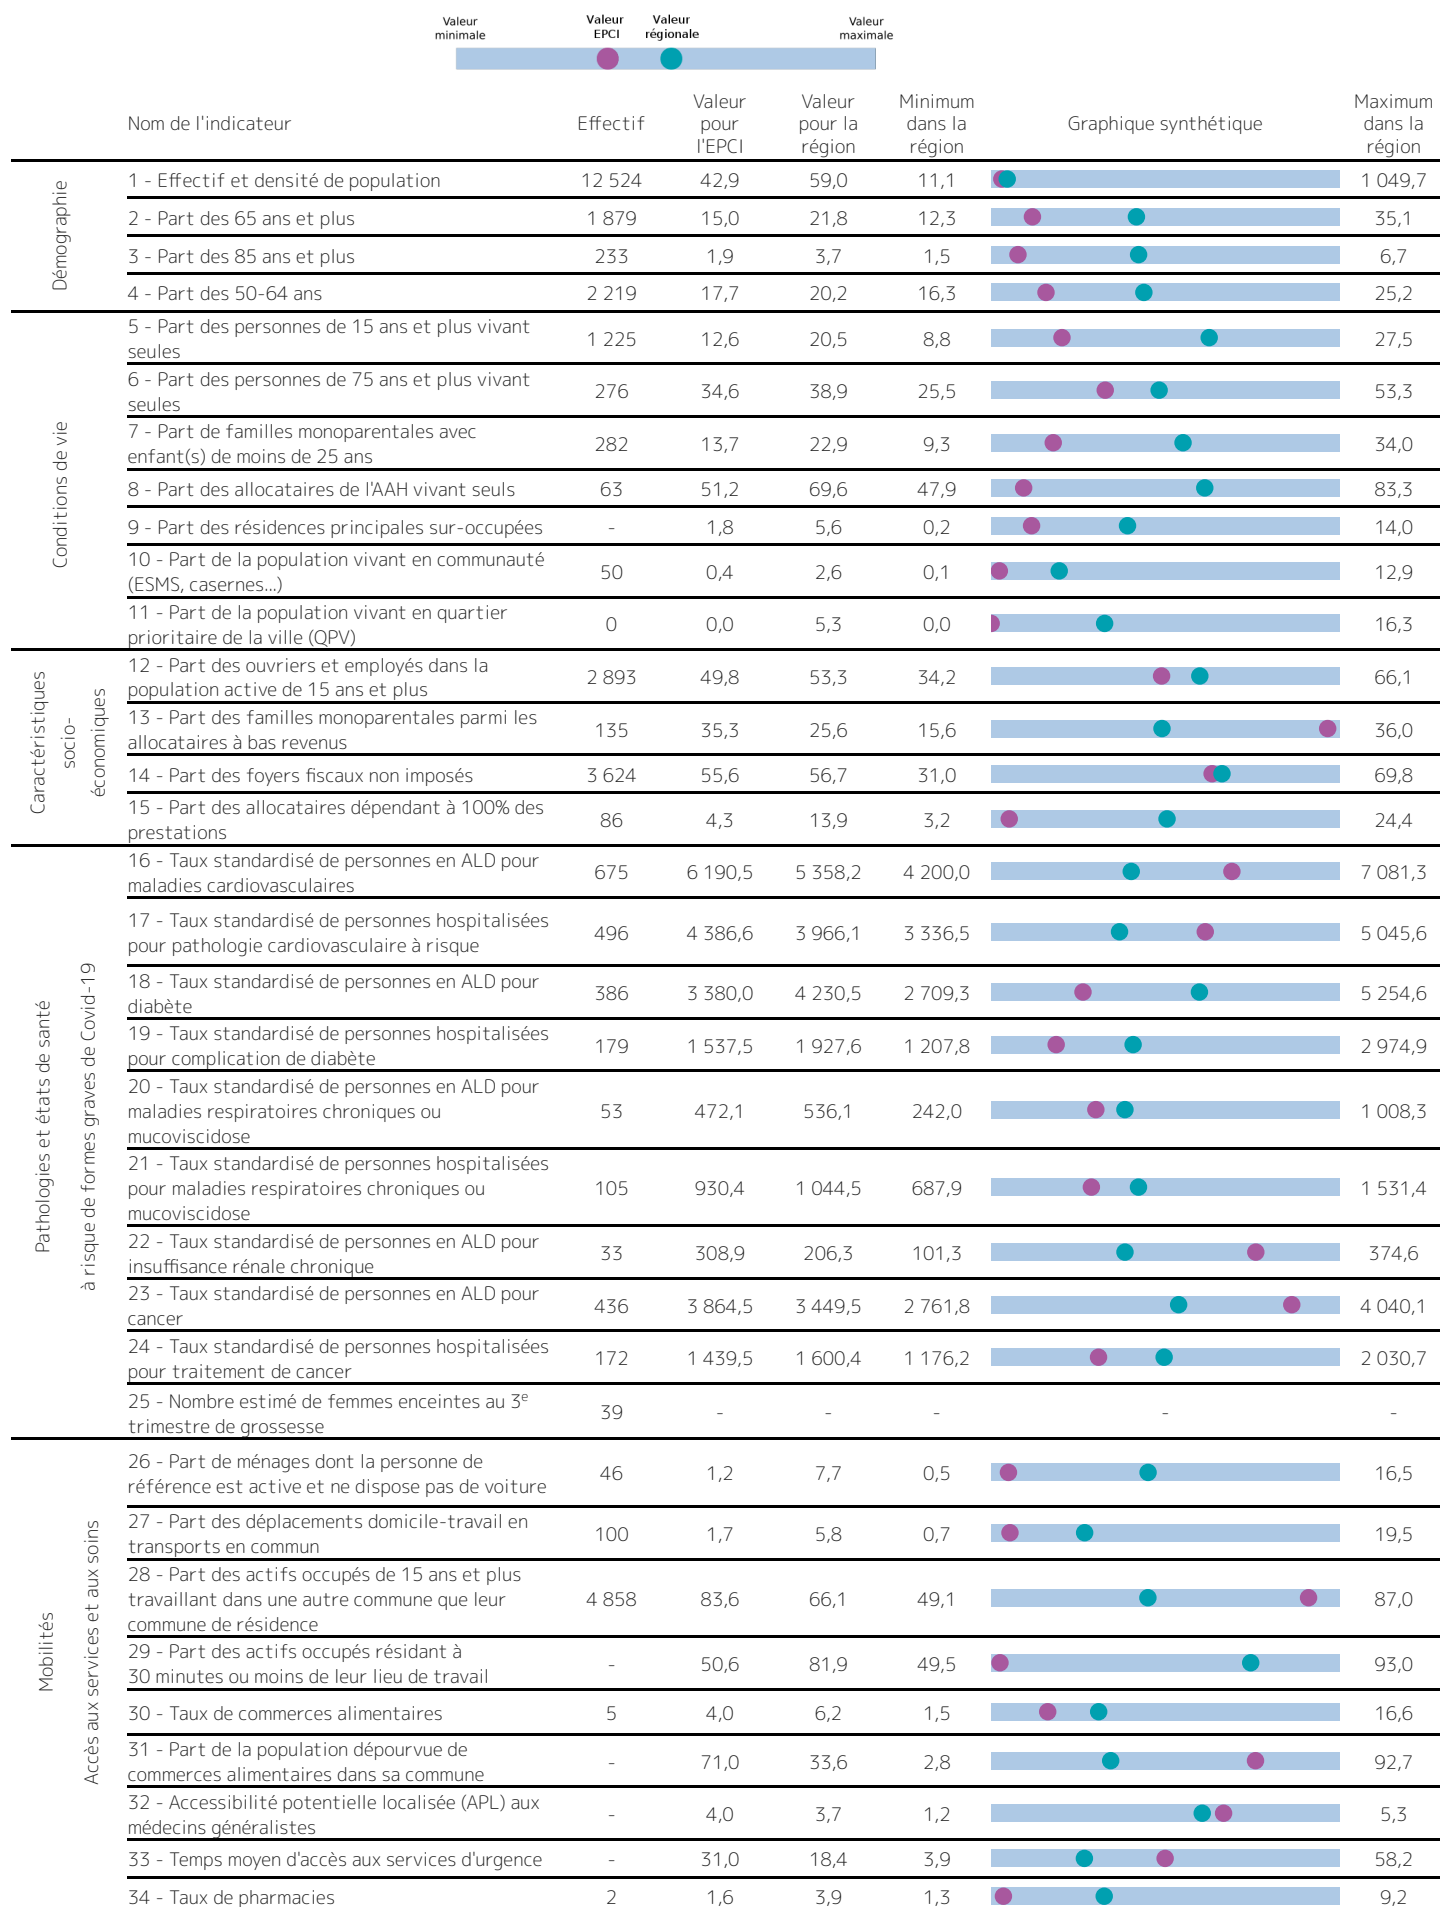 Valeur
minimale
Valeur
EPCI
Valeur
régionale
Valeur
maximale
Nom de l'indicateur
Effectif
Valeur
pour
l'EPCI
Valeur
pour la
région
Minimum
dans la
région
Graphique synthétique
Maximum
dans la
région
Démographie
1 - Effectif et densité de population 12 524 42,9 59,0 11,1 1 049,7
2 - Part des 65 ans et plus 1 879 15,0 21,8 12,3 35,1
3 - Part des 85 ans et plus 233 1,9 3,7 1,5 6,7
4 - Part des 50-64 ans 2 219 17,7 20,2 16,3 25,2
Conditions de vie
5 - Part des personnes de 15 ans et plus vivant
seules
1 225 12,6 20,5 8,8 27,5
6 - Part des personnes de 75 ans et plus vivant
seules
276 34,6 38,9 25,5 53,3
7 - Part de familles monoparentales avec
enfant(s) de moins de 25 ans
282 13,7 22,9 9,3 34,0
8 - Part des allocataires de l'AAH vivant seuls 63 51,2 69,6 47,9 83,3
9 - Part des résidences principales sur-occupées - 1,8 5,6 0,2 14,0
10 - Part de la population vivant en communauté
(ESMS, casernes...)
50 0,4 2,6 0,1 12,9
11 - Part de la population vivant en quartier
prioritaire de la ville (QPV)
0 0,0 5,3 0,0 16,3
Caractéristiques
socio-
économiques
12 - Part des ouvriers et employés dans la
population active de 15 ans et plus
2 893 49,8 53,3 34,2 66,1
13 - Part des familles monoparentales parmi les
allocataires à bas revenus
135 35,3 25,6 15,6 36,0
14 - Part des foyers fiscaux non imposés 3 624 55,6 56,7 31,0 69,8
15 - Part des allocataires dépendant à 100% des
prestations
86 4,3 13,9 3,2 24,4
Pathologies et états de santé
à risque de formes graves de Covid-19
16 - Taux standardisé de personnes en ALD pour
maladies cardiovasculaires
675 6 190,5 5 358,2 4 200,0 7 081,3
17 - Taux standardisé de personnes hospitalisées
pour pathologie cardiovasculaire à risque
496 4 386,6 3 966,1 3 336,5 5 045,6
18 - Taux standardisé de personnes en ALD pour
diabète
386 3 380,0 4 230,5 2 709,3 5 254,6
19 - Taux standardisé de personnes hospitalisées
pour complication de diabète
179 1 537,5 1 927,6 1 207,8 2 974,9
20 - Taux standardisé de personnes en ALD pour
maladies respiratoires chroniques ou
mucoviscidose
53 472,1 536,1 242,0 1 008,3
21 - Taux standardisé de personnes hospitalisées
pour maladies respiratoires chroniques ou
mucoviscidose
105 930,4 1 044,5 687,9 1 531,4
22 - Taux standardisé de personnes en ALD pour
insuffisance rénale chronique
33 308,9 206,3 101,3 374,6
23 - Taux standardisé de personnes en ALD pour
cancer
436 3 864,5 3 449,5 2 761,8 4 040,1
24 - Taux standardisé de personnes hospitalisées
pour traitement de cancer
172 1 439,5 1 600,4 1 176,2 2 030,7
25 - Nombre estimé de femmes enceintes au 3e
trimestre de grossesse
39 - - - - -
Mobilités
Accès aux services et aux soins
26 - Part de ménages dont la personne de
référence est active et ne dispose pas de voiture
46 1,2 7,7 0,5 16,5
27 - Part des déplacements domicile-travail en
transports en commun
100 1,7 5,8 0,7 19,5
28 - Part des actifs occupés de 15 ans et plus
travaillant dans une autre commune que leur
commune de résidence
4 858 83,6 66,1 49,1 87,0
29 - Part des actifs occupés résidant à
30 minutes ou moins de leur lieu de travail
- 50,6 81,9 49,5 93,0
30 - Taux de commerces alimentaires 5 4,0 6,2 1,5 16,6
31 - Part de la population dépourvue de
commerces alimentaires dans sa commune
- 71,0 33,6 2,8 92,7
32 - Accessibilité potentielle localisée (APL) aux
médecins généralistes
- 4,0 3,7 1,2 5,3
33 - Temps moyen d'accès aux services d'urgence - 31,0 18,4 3,9 58,2
34 - Taux de pharmacies 2 1,6 3,9 1,3 9,2